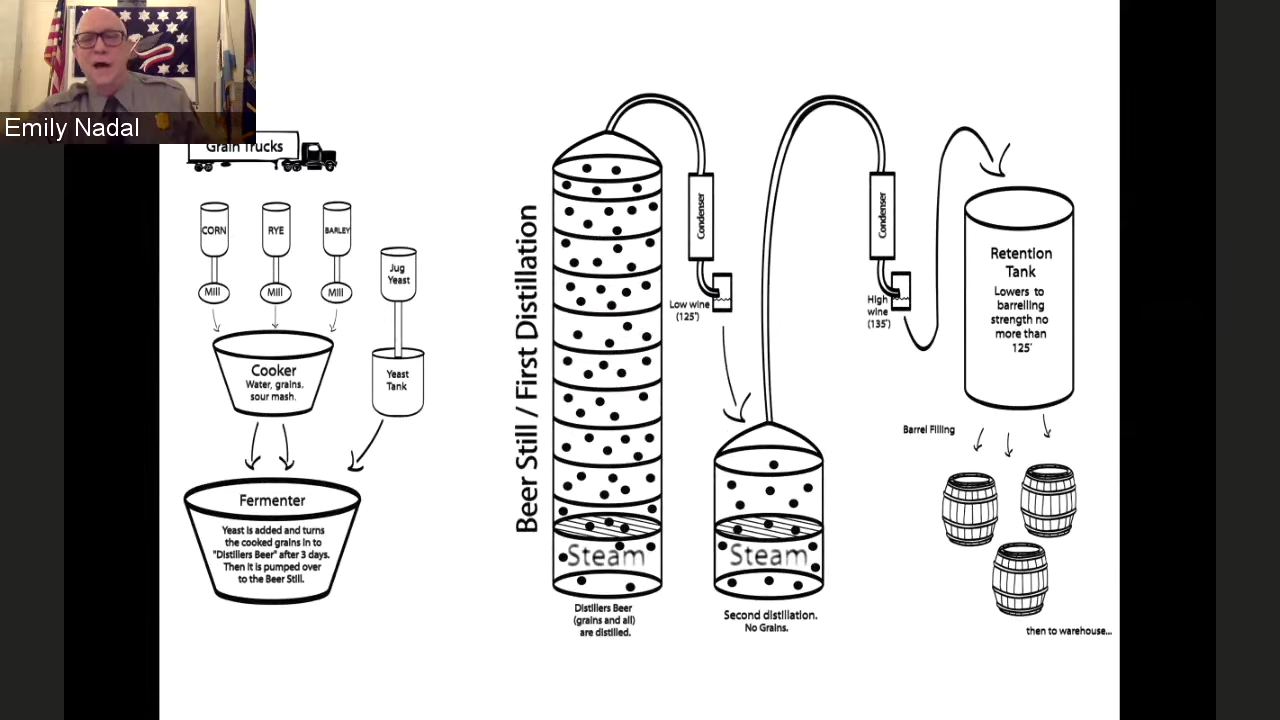 Emily Nadal
Grain Trucks
CORN
RYE
BARLEY
Mill
Mill
Mill
Jug
Yeast
Yeast
Tank
Cooker
Water, grains,
sour mash.
Fermenter
Yeast is added and turns
the cooked grains in to
"Distillers Beer" after 3 days.
Then it is pumped over
to the Beer Still.
Beer Still / First Distillation
Steam
Distillers Beer
(grains and all)
are distilled.
Condenser
Low wine
(125°)
Steam
Second distillation.
No Grains.
Condenser
High
wine
(135°)
Retention
Tank
Lowers to
barrelling
strength no
more than
125°
Barrel Filling
then to warehouse...